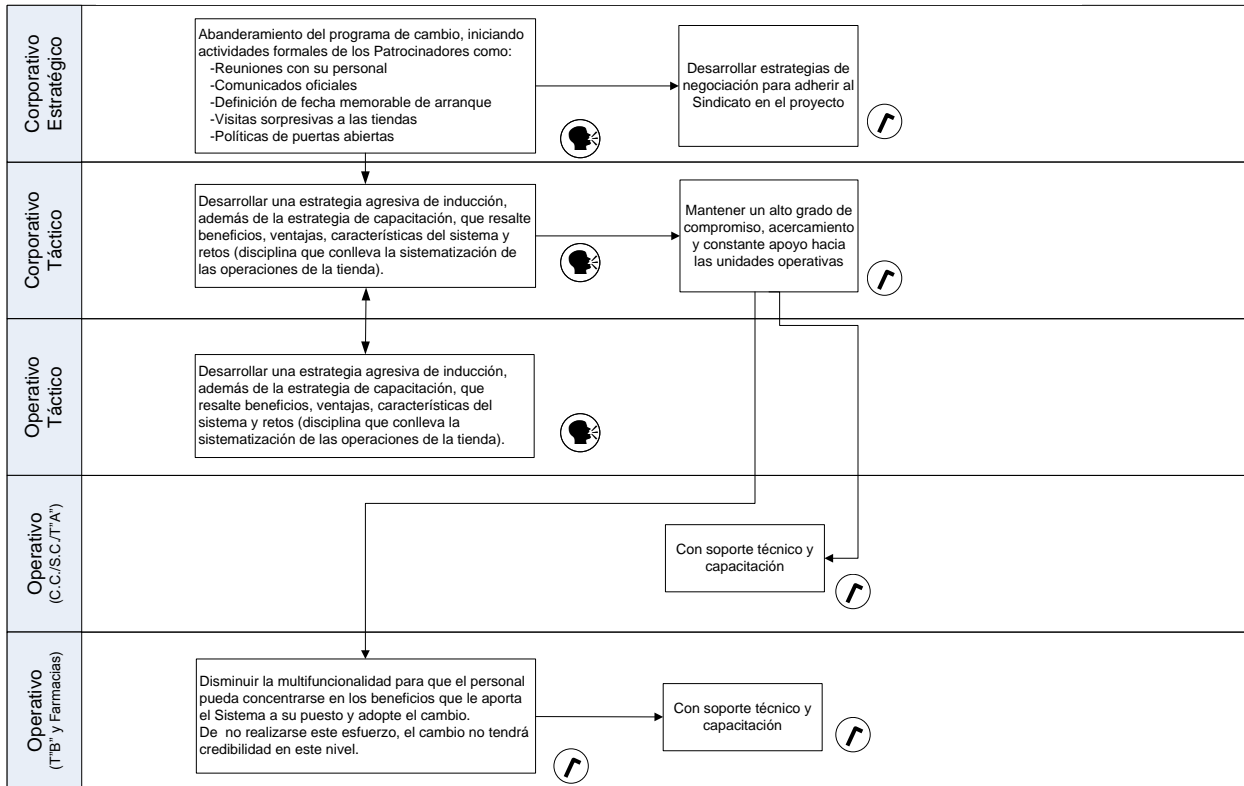 Corporativo
Estratégico
Abanderamiento del programa de cambio, iniciando
actividades formales de los Patrocinadores como:
-Reuniones con su personal
-Comunicados oficiales
-Definición de fecha memorable de arranque
-Visitas sorpresivas a las tiendas
-Políticas de puertas abiertas
Desarrollar estrategias de
negociación para adherir al
Sindicato en el proyecto
Corporativo
Táctico
Desarrollar una estrategia agresiva de inducción,
además de la estrategia de capacitación, que resalte
beneficios, ventajas, características del sistema y
retos (disciplina que conlleva la sistematización de
las operaciones de la tienda).
Mantener un alto grado de
compromiso, acercamiento
y constante apoyo hacia
las unidades operativas
Operativo
Táctico
Desarrollar una estrategia agresiva de inducción,
además de la estrategia de capacitación, que
resalte beneficios, ventajas, características del
sistema y retos (disciplina que conlleva la
sistematización de las operaciones de la tienda).
Operativo
(C.C./S.C./T"A")
Con soporte técnico y
capacitación
Operativo
(T"B" y Farmacias)
Disminuir la multifuncionalidad para que el personal
pueda concentrarse en los beneficios que le aporta
el Sistema a su puesto y adopte el cambio.
De  no realizarse este esfuerzo, el cambio no tendrá
credibilidad en este nivel.
Con soporte técnico y
capacitación